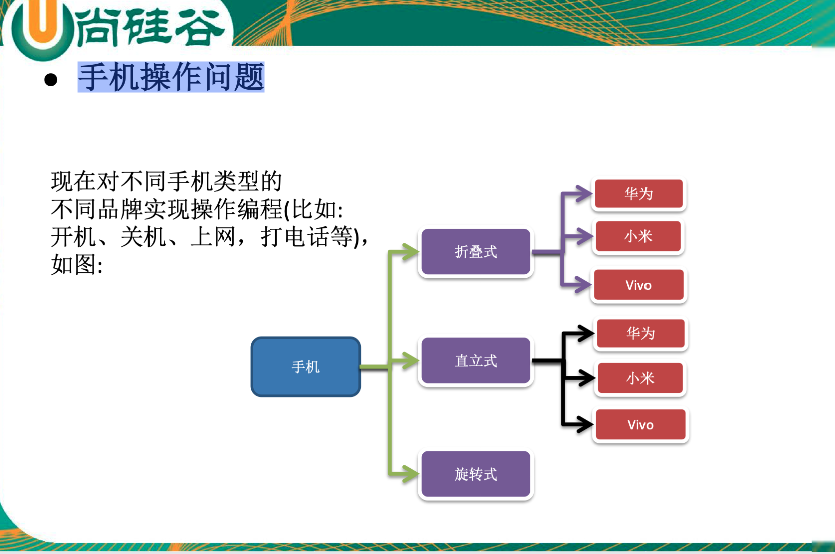 尚硅谷
手机操作问题
现在对不同手机类型的
不同品牌实现操作编程(比如:
开机、关机、上网，打电话等)，
如图:
手机
折叠式
华为
小米
Vivo
直立式
华为
小米
Vivo
旋转式